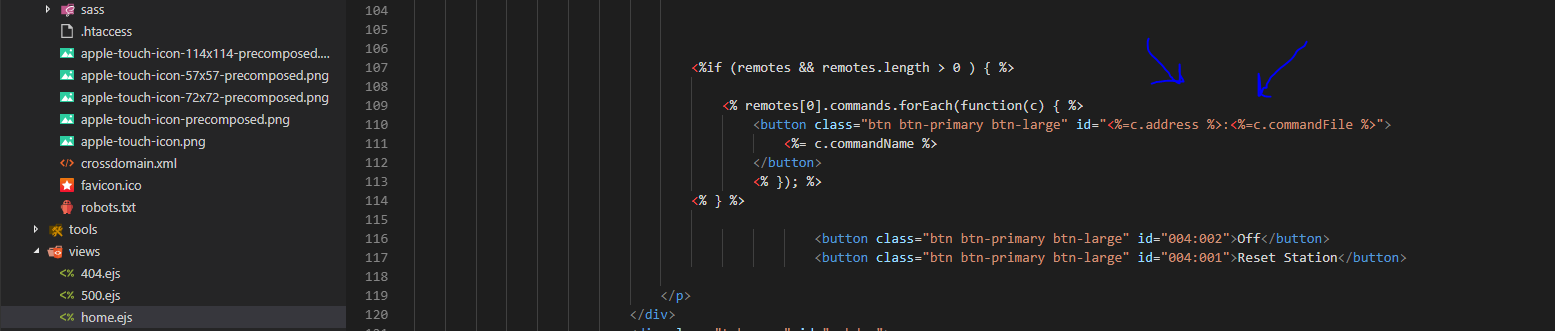 sass
.htaccess
apple-touch-icon-114x114-precomposed....
apple-touch-icon-57x57-precomposed.png
apple-touch-icon-72x72-precomposed.png
apple-touch-icon-precomposed.png
apple-touch-icon.png
crossdomain.xml
favicon.ico
robots.txt
tools
views
404.ejs
500.ejs
home.ejs
104
105
106
107 <%if (remotes && remotes.length > 0 ) { %>
108
109 <% remotes[0].commands.forEach(function(c) { %>
110 <button class="btn btn-primary btn-large" id="<%=c.address %>:<%=c.commandFile %>">
111 <%= c.commandName %>
112 </button>
113 <% }); %>
114 <% } %>
115
116 <button class="btn btn-primary btn-large" id="004:002">Off</button>
117 <button class="btn btn-primary btn-large" id="004:001">Reset Station</button>
118
119 </p>
120 </div>